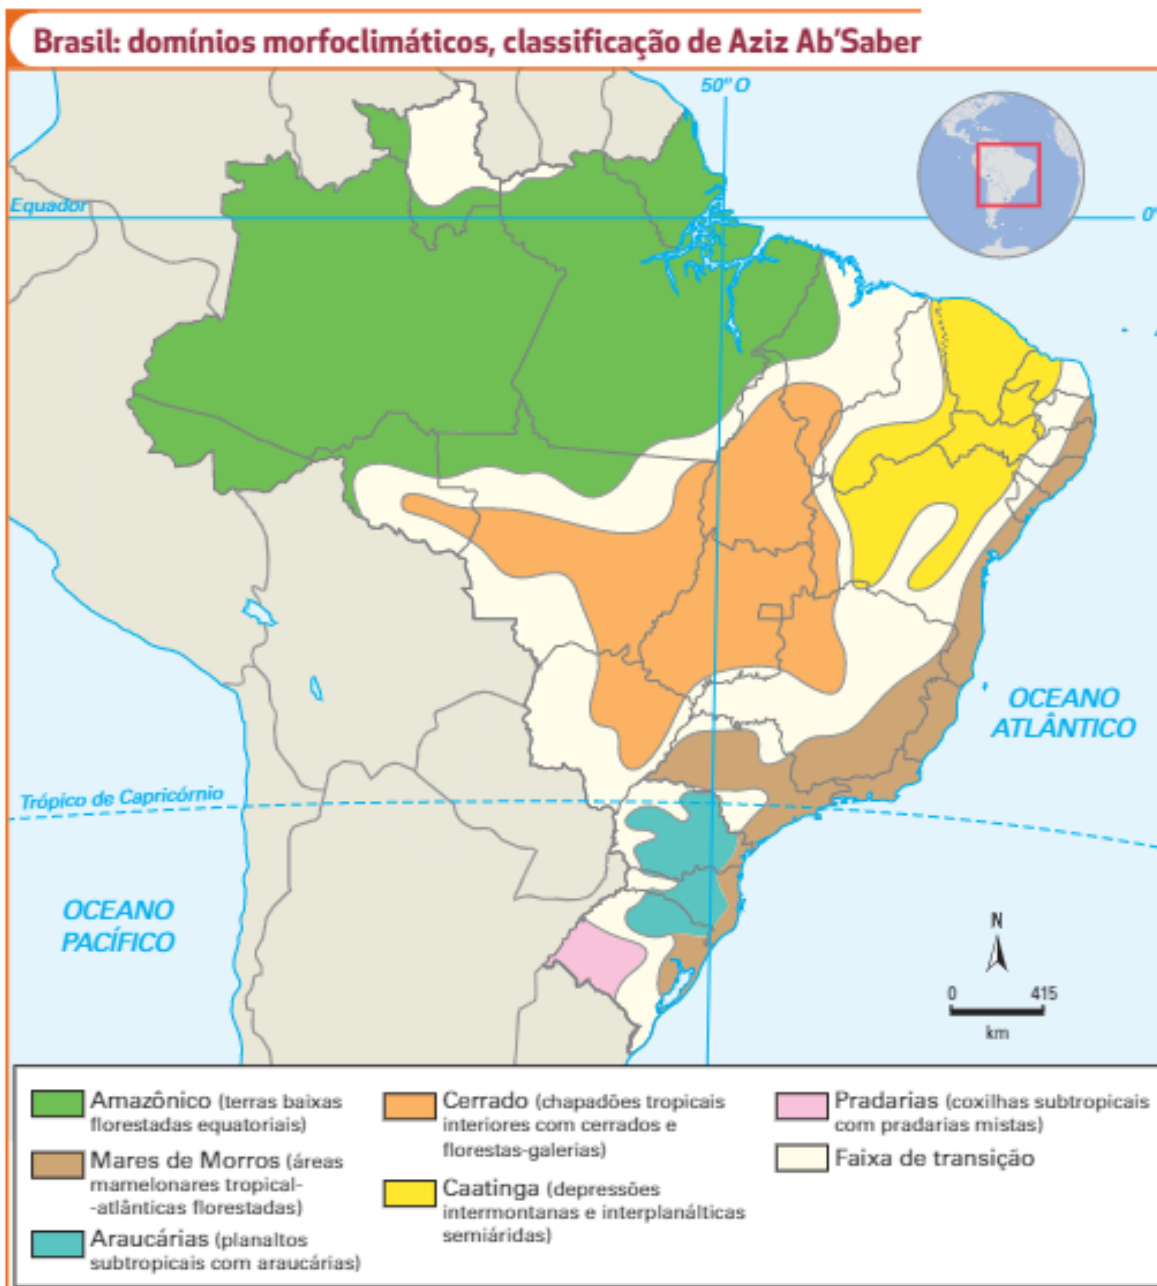 Brasil: domínios morfoclimáticos, classificação de Aziz Ab'Saber
50° O
Equador
0°
OCEANO
ATLÂNTICO
Trópico de Capricórnio
OCEANO
PACÍFICO
N
0 415
km
Amazônico (terras baixas
florestadas equatoriais)
Mares de Morros (áreas
mamelonares tropical-
-atlânticas florestadas)
Araucárias (planaltos
subtropicais com araucárias)
Cerrado (chapadões tropicais
interiores com cerrados e
florestas-galerias)
Caatinga (depressões
intermontanas e interplanálticas
semiáridas)
Pradarias (coxilhas subtropicais
com pradarias mistas)
Faixa de transição